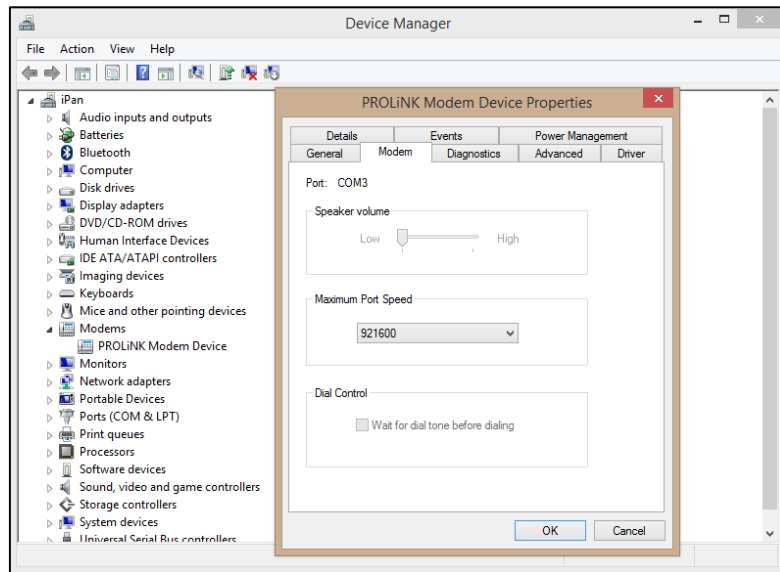 Device Manager
File Action View Help
iPan
Audio inputs and outputs
Batteries
Bluetooth
Computer
Disk drives
Display adapters
DVD/CD-ROM drives
Human Interface Devices
IDE ATA/ATAPI controllers
Imaging devices
Keyboards
Mice and other pointing devices
Modems
PROLiNK Modem Device
Monitors
Network adapters
Portable Devices
Ports (COM & LPT)
Print queues
Processors
Software devices
Sound, video and game controllers
Storage controllers
System devices
Universal Serial Bus controllers
PROLiNK Modem Device Properties
Details Events Power Management
General Modem Diagnostics Advanced Driver
Port: COM3
Speaker volume
Low High
Maximum Port Speed
921600
Dial Control
Wait for dial tone before dialing
OK Cancel